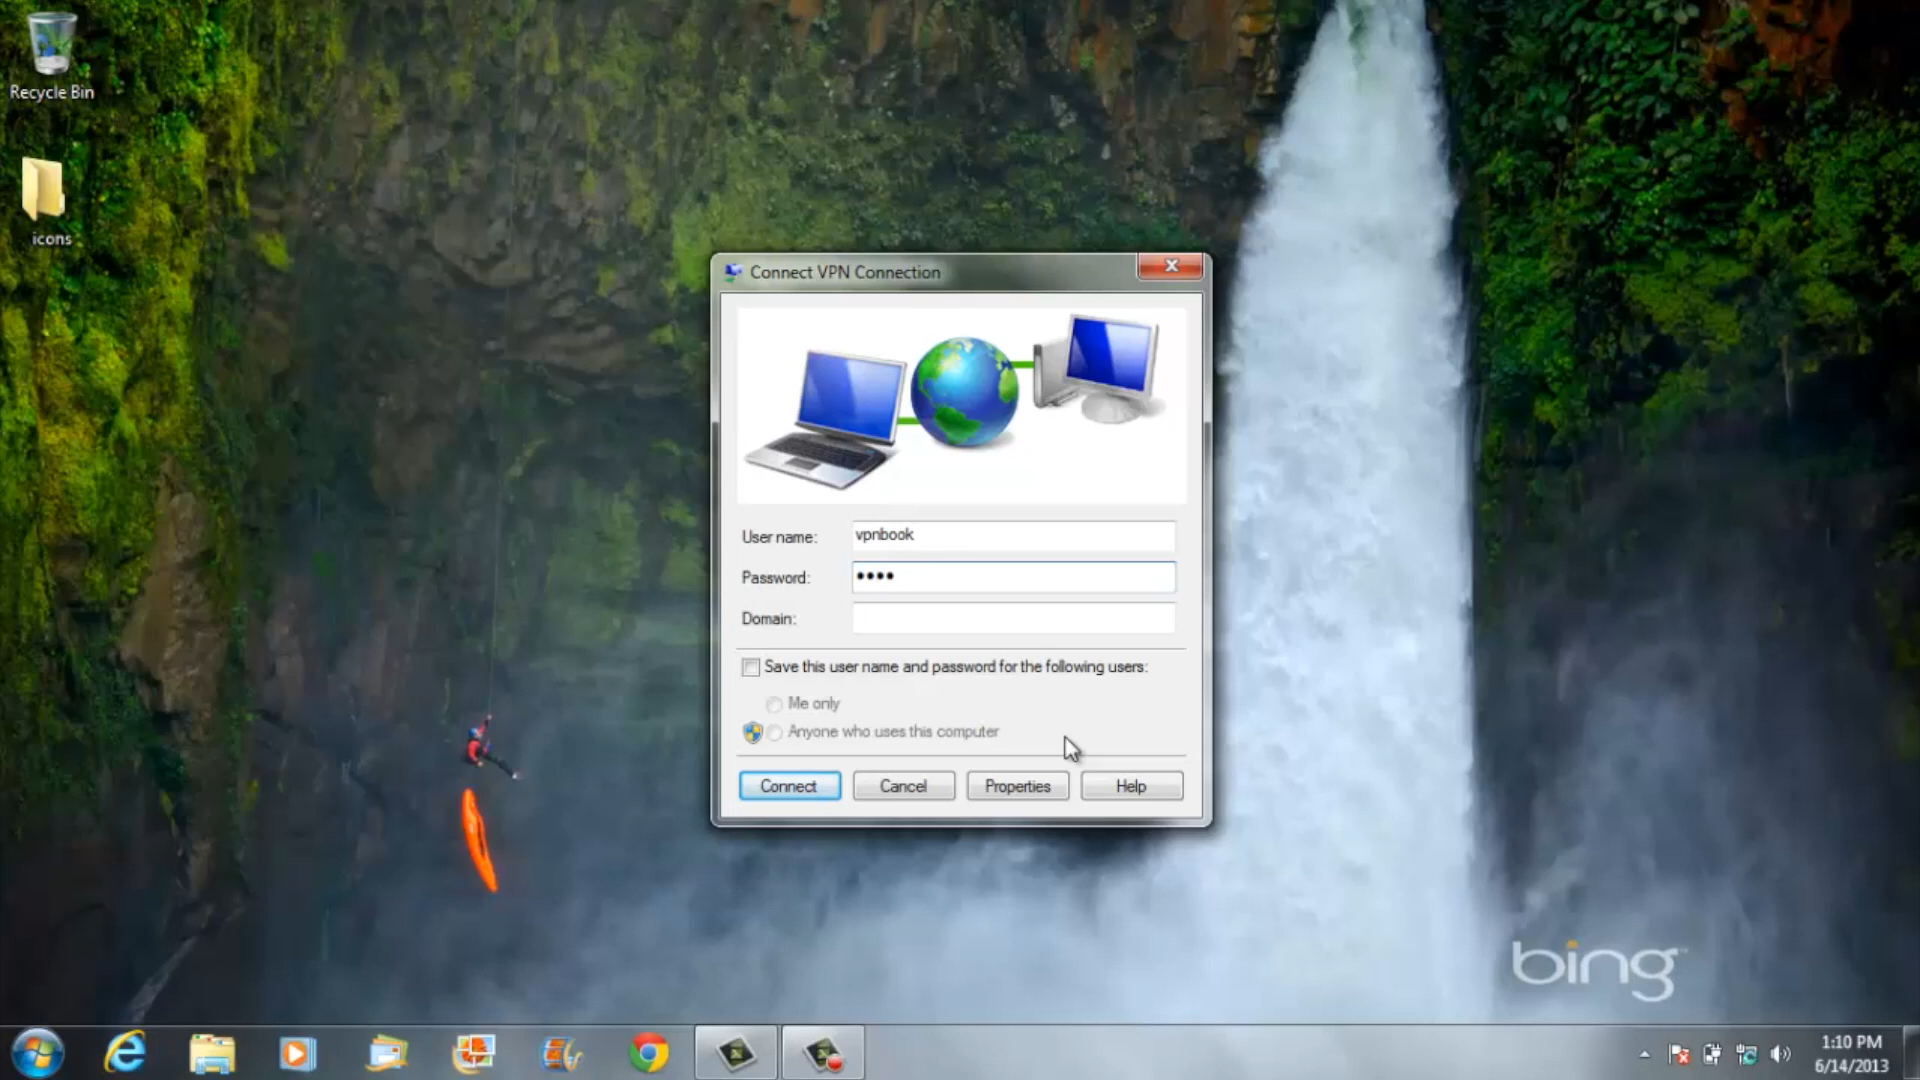 Recycle Bin
icons
Connect VPN Connection
User name: vpnbook
Password: ••••
Domain:
Save this user name and password for the following users:
Me only
Anyone who uses this computer
Connect Cancel Properties Help
bing
1:10 PM
6/14/2013